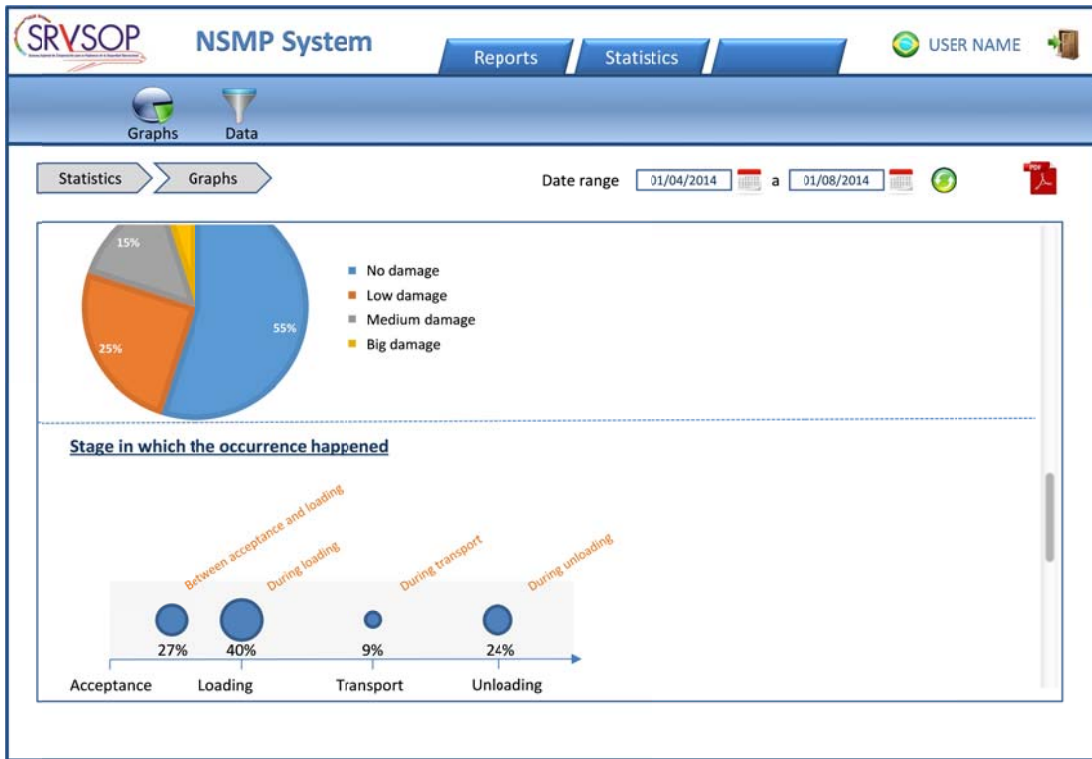 SRVSOP
NSMP System
Reports
Statistics
USER NAME
Graphs
Data
Statistics
Graphs
Date range
01/04/2014
a
01/08/2014
PDF
15%
25%
55%
No damage
Low damage
Medium damage
Big damage
Stage in which the occurrence happened
Between acceptance and loading
During loading
During transport
During unloading
27%
40%
9%
24%
Acceptance
Loading
Transport
Unloading